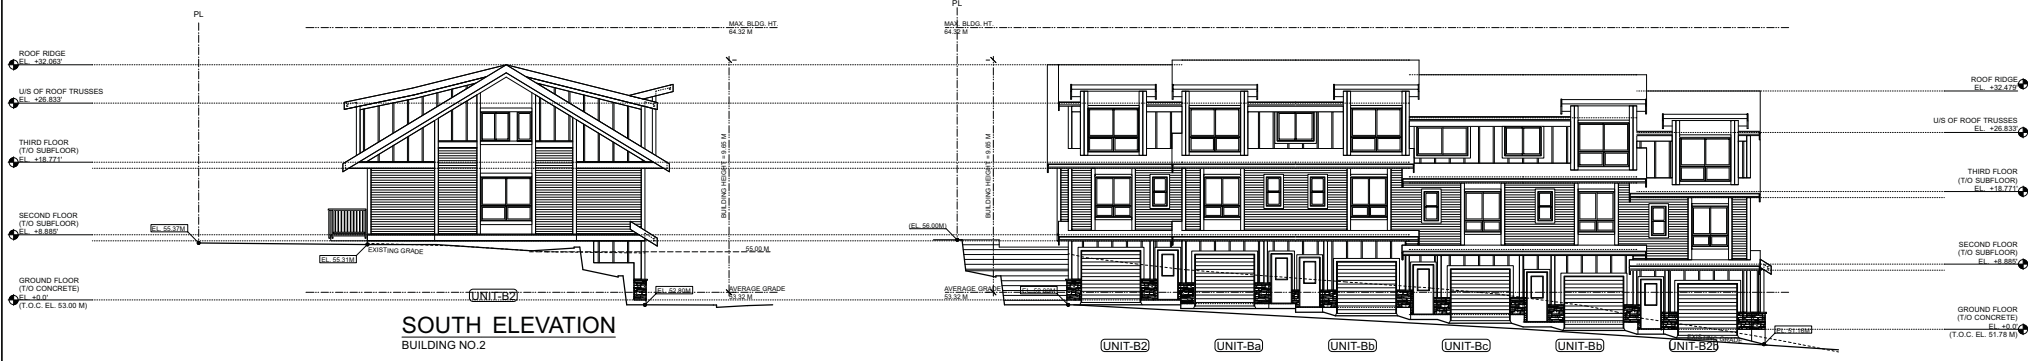 PL
MAX. BLDG. HT.
64.32 M
ROOF RIDGE
EL. +32.063'
U/S OF ROOF TRUSSES
EL. +26.833'
THIRD FLOOR
(T/O SUBFLOOR)
EL. +18.771'
SECOND FLOOR
(T/O SUBFLOOR)
EL. +8.885'
GROUND FLOOR
(T/O CONCRETE)
EL. +0.0'
(T.O.C. EL. 53.00 M)
EL. 55.37M
EL. 55.31M
EXISTING GRADE
BUILDING HEIGHT = 9.65 M
55.00 M
EL. 52.80M
AVERAGE GRADE
53.32 M
UNIT-B2
SOUTH ELEVATION
BUILDING NO.2
PL
MAX. BLDG. HT.
64.32 M
BUILDING HEIGHT = 9.65 M
(EL. 56.00M)
AVERAGE GRADE
53.32 M
UNIT-B2
UNIT-Ba
UNIT-Bb
UNIT-Bc
UNIT-Bb
UNIT-B2b
EL. 51.18M
ROOF RIDGE
EL. +32.479'
U/S OF ROOF TRUSSES
EL. +26.833'
THIRD FLOOR
(T/O SUBFLOOR)
EL. +18.771'
SECOND FLOOR
(T/O SUBFLOOR)
EL. +8.885'
GROUND FLOOR
(T/O CONCRETE)
EL. +0.0'
(T.O.C. EL. 51.78 M)